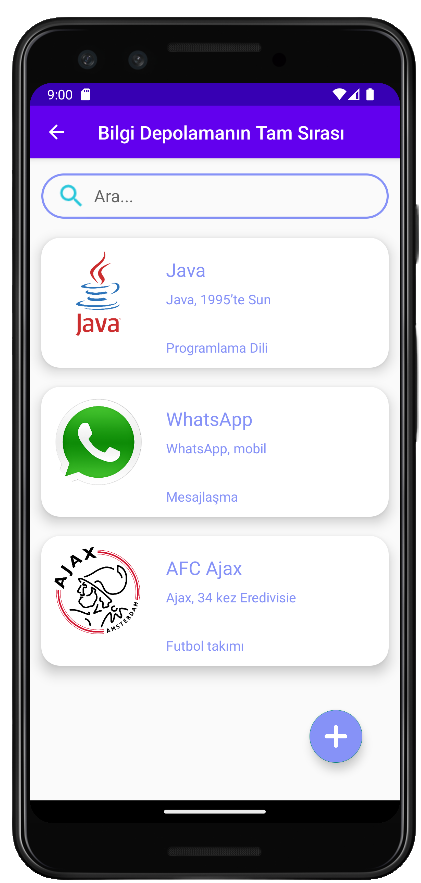 9:00
Bilgi Depolamanın Tam Sırası
Ara...
Java
Java
Java, 1995'te Sun
Programlama Dili
WhatsApp
WhatsApp, mobil
Mesajlaşma
AJAX
AMSTERDAM
AFC Ajax
Ajax, 34 kez Eredivisie
Futbol takımı